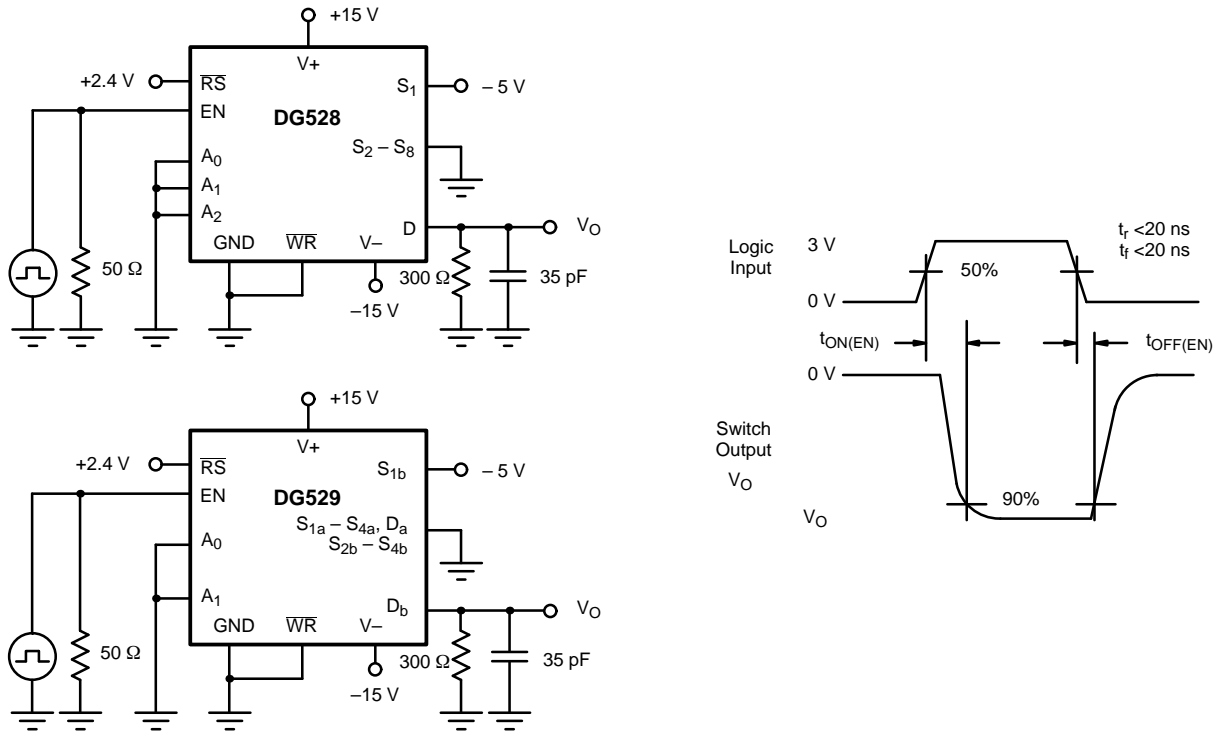 +15 V
V+
+2.4 V
RS
S1
– 5 V
EN
DG528
S2 – S8
A0
A1
A2
D
VO
GND
WR
V–
50 Ω
300 Ω
35 pF
–15 V
+15 V
V+
+2.4 V
RS
S1b
– 5 V
EN
DG529
S1a – S4a, Da
S2b – S4b
A0
A1
Db
VO
GND
WR
V–
50 Ω
300 Ω
35 pF
–15 V
Logic
Input
3 V
tr <20 ns
tf <20 ns
50%
0 V
tON(EN)
tOFF(EN)
0 V
Switch
Output
VO
90%
VO